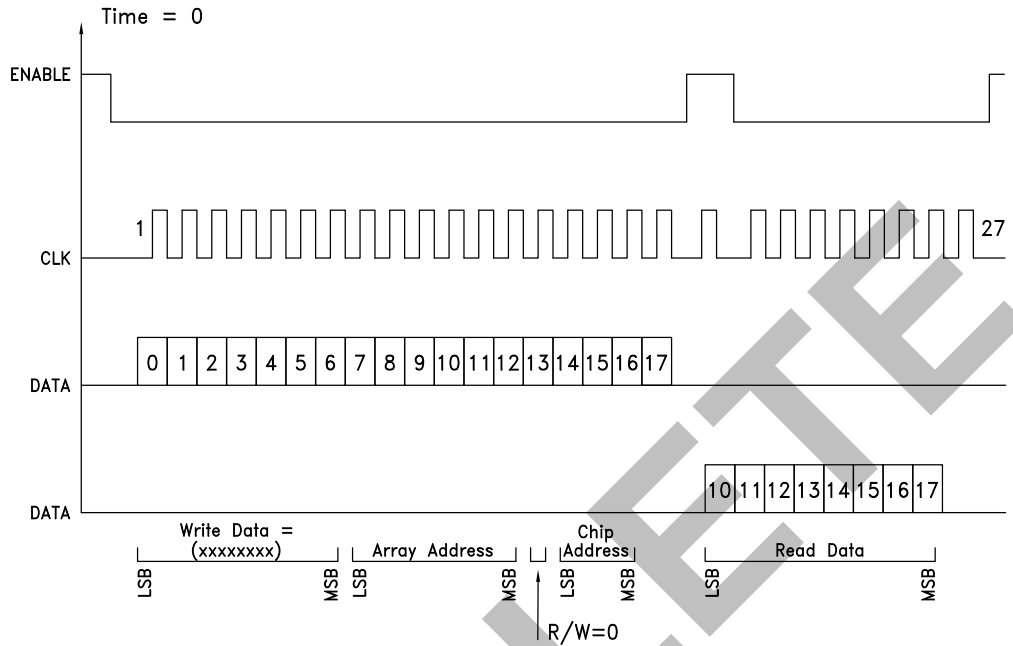 Time = 0
ENABLE
1
27
CLK
0 1 2 3 4 5 6 7 8 9 10 11 12 13 14 15 16 17
DATA
10 11 12 13 14 15 16 17
DATA
Write Data =
(xxxxxxxx)
Array Address
Chip
Address
Read Data
LSB MSB LSB MSB LSB MSB LSB MSB
R/W=0
LETE